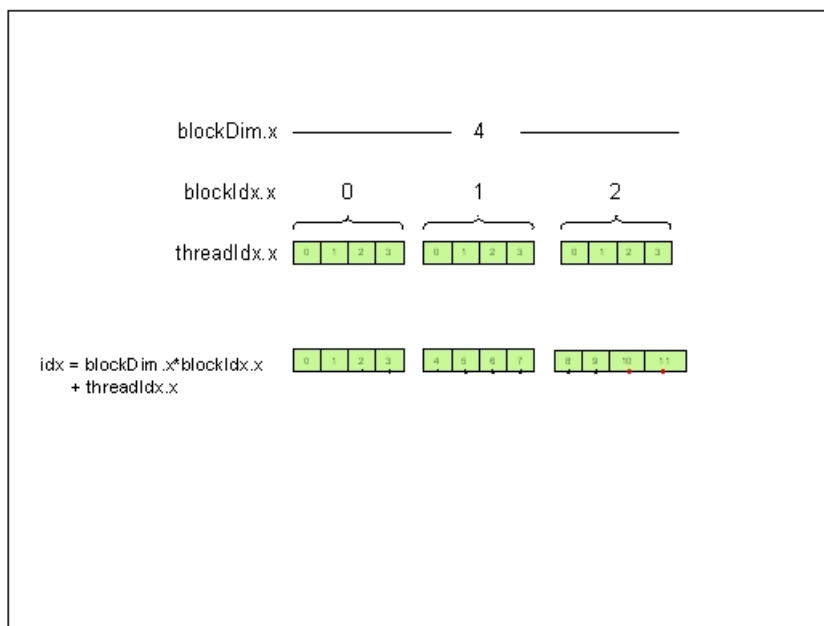 blockDim.x 4
blockIdx.x 0 1 2
threadIdx.x 0 1 2 3 0 1 2 3 0 1 2 3
idx = blockDim.x*blockIdx.x 0 1 2 3 4 5 6 7 8 9 10 11
+ threadIdx.x